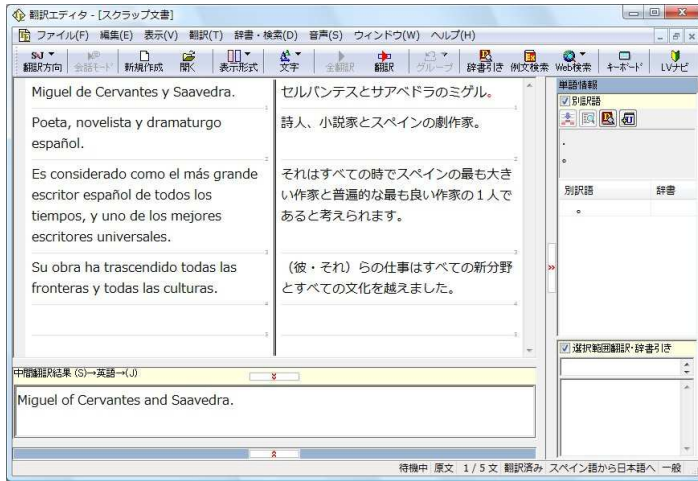 翻訳エディタ - [スクラップ文書]
ファイル(F) 編集(E) 表示(V) 翻訳(T) 辞書・検索(D) 音声(S) ウィンドウ(W) ヘルプ(H)
翻訳方向 会話モード 新規作成 開く 表示形式 文字 全翻訳 翻訳 グループ 辞書引き 例文検索 Web検索 キーボード LVナビ
Miguel de Cervantes y Saavedra.
セルバンテスとサアベドラのミゲル。
Poeta, novelista y dramaturgo
español.
詩人、小説家とスペインの劇作家。
Es considerado como el más grande
escritor español de todos los
tiempos, y uno de los mejores
escritores universales.
それはすべての時でスペインの最も大き
い作家と普遍的な最も良い作家の1人で
あると考えられます。
Su obra ha trascendido todas las
fronteras y todas las culturas.
(彼・それ)らの仕事はすべての新分野
とすべての文化を越えました。
単語情報
別訳語
.
。
別訳語 辞書
。
選択範囲翻訳・辞書引き
中間翻訳結果 (S)→英語→(J)
Miguel of Cervantes and Saavedra.
待機中 原文 1 / 5 文 翻訳済み スペイン語から日本語へ 一般